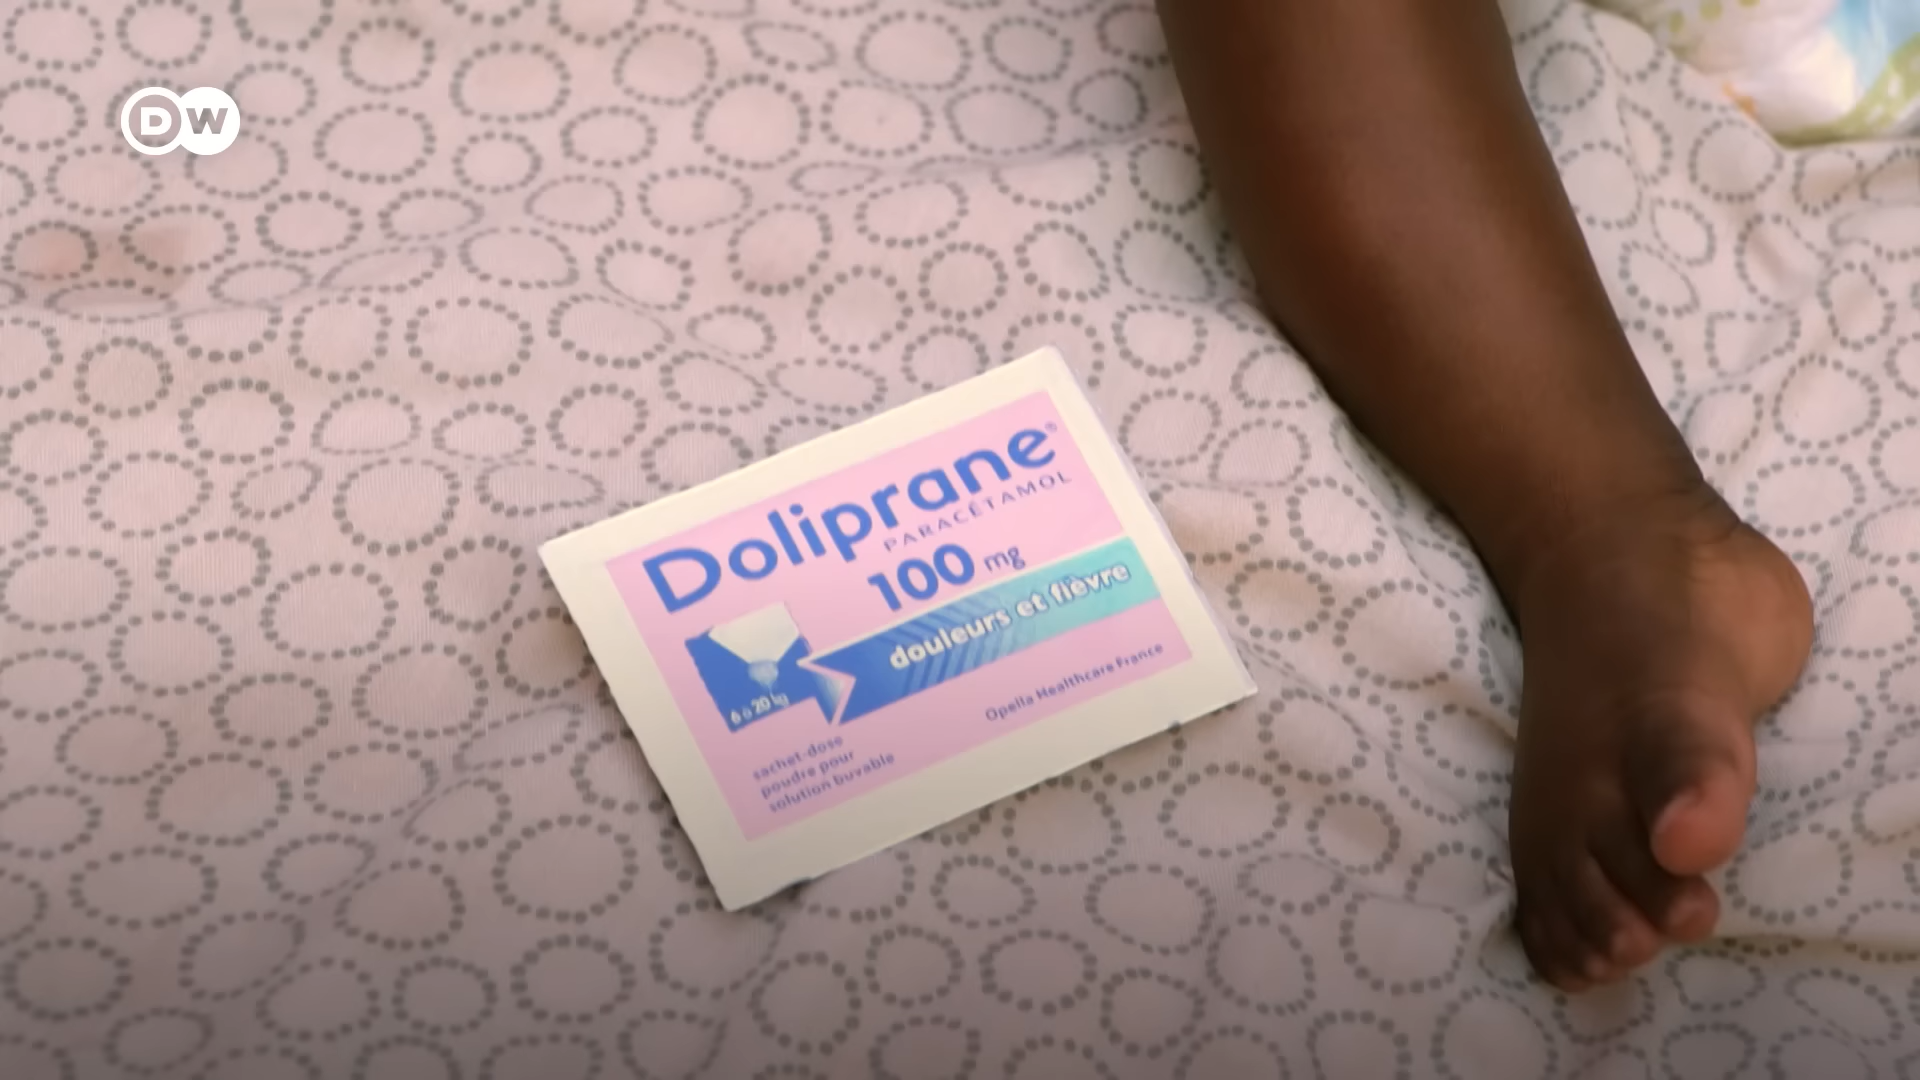 DW
Doliprane®
PARACÉTAMOL
100 mg
douleurs et fièvre
6 à 20 kg
Opella Healthcare France
sachet-dose
poudre pour
solution buvable